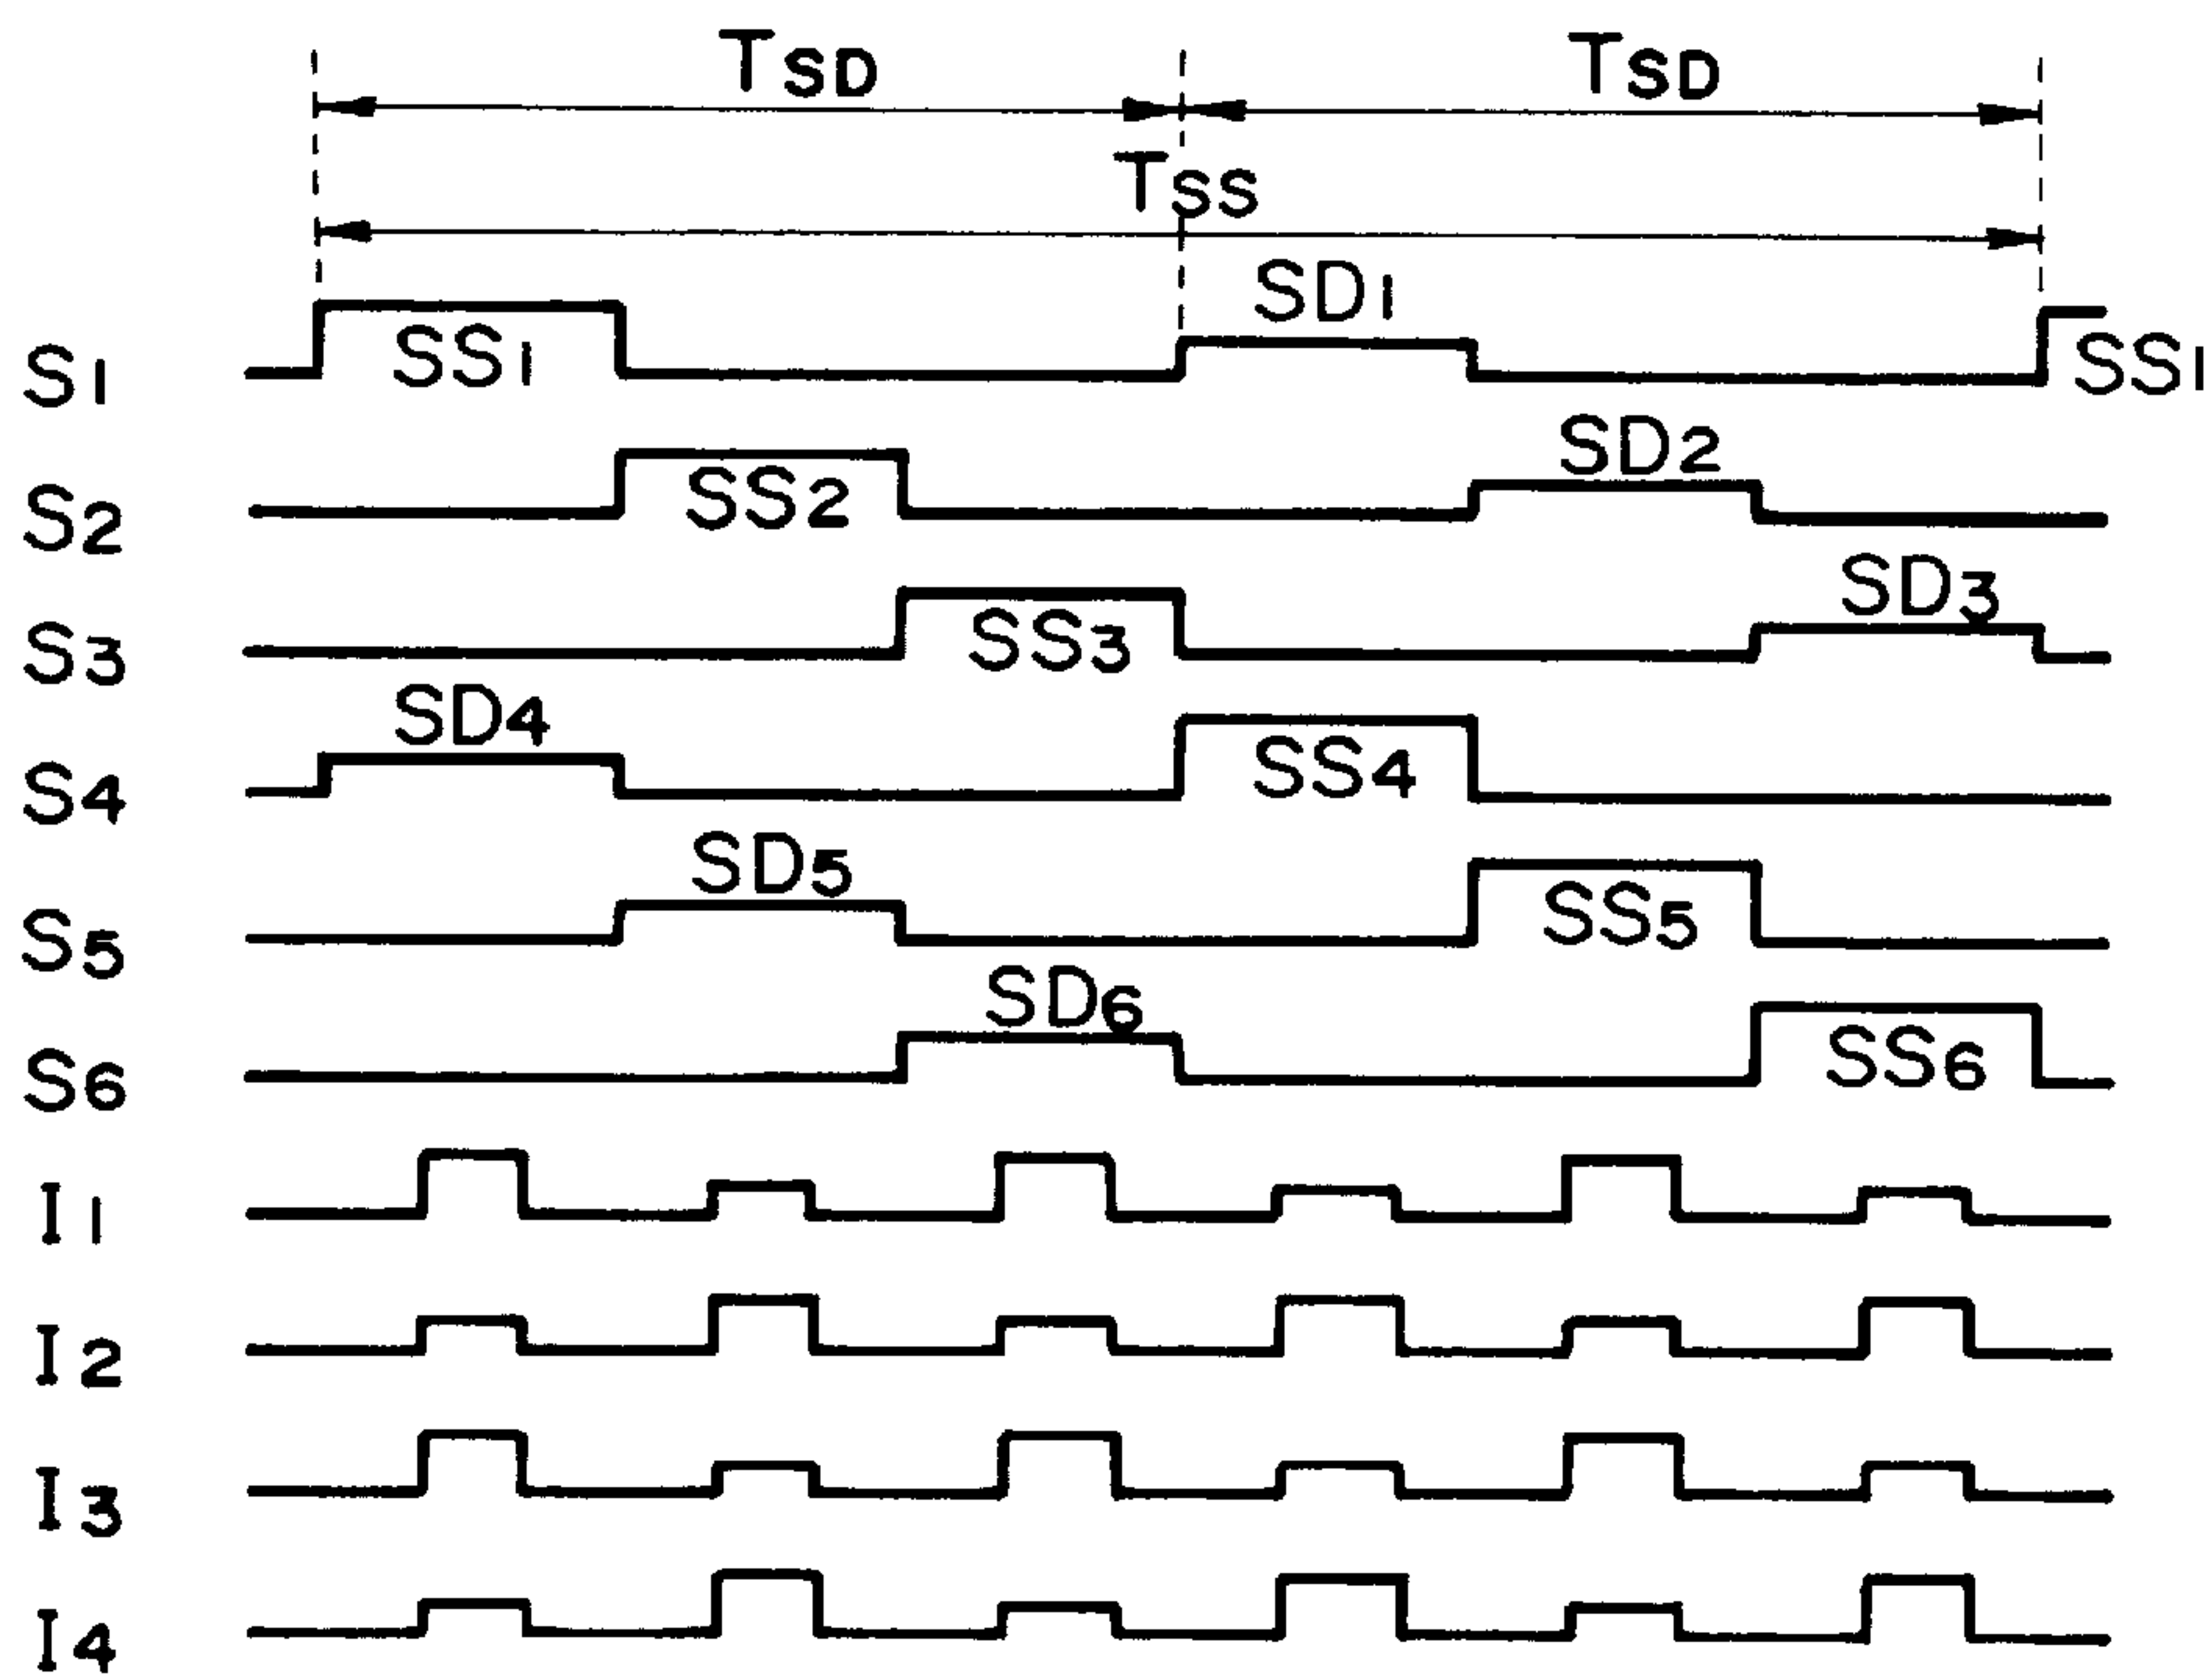 TSD TSD
TSS
S1 SS1 SD1 SS1
S2 SS2 SD2
S3 SS3 SD3
S4 SD4 SS4
S5 SD5 SS5
S6 SD6 SS6
I1
I2
I3
I4